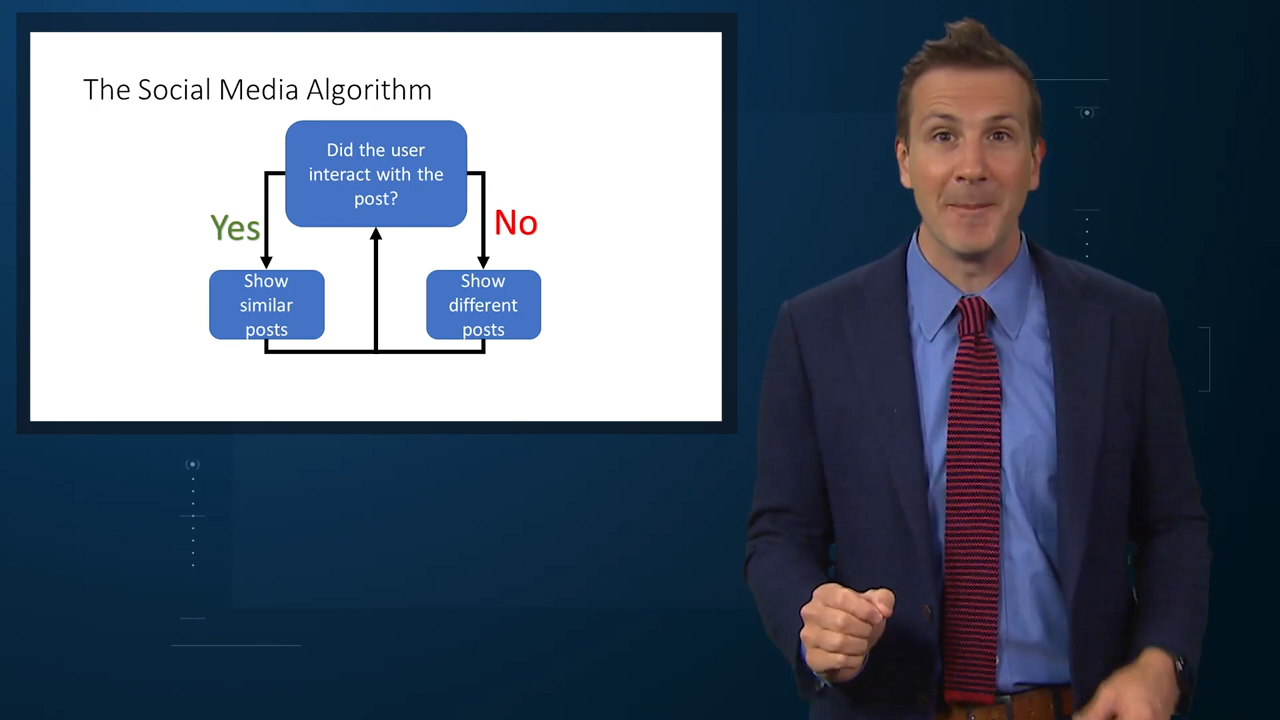 The Social Media Algorithm
Did the user
interact with the
post?
Yes
No
Show
similar
posts
Show
different
posts